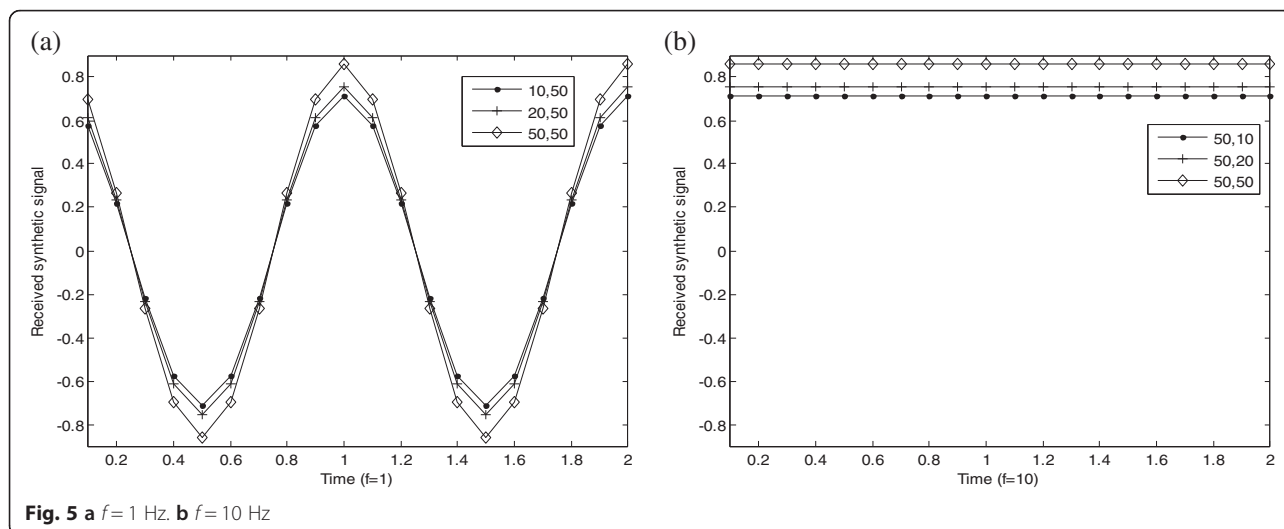 (a)
Received synthetic signal
0.8
0.6
0.4
0.2
0
-0.2
-0.4
-0.6
-0.8
10,50
20,50
50,50
0.2 0.4 0.6 0.8 1 1.2 1.4 1.6 1.8 2
Time (f=1)
(b)
Received synthetic signal
0.8
0.6
0.4
0.2
0
-0.2
-0.4
-0.6
-0.8
50,10
50,20
50,50
0.2 0.4 0.6 0.8 1 1.2 1.4 1.6 1.8 2
Time (f=10)
Fig. 5 a f = 1 Hz. b f = 10 Hz